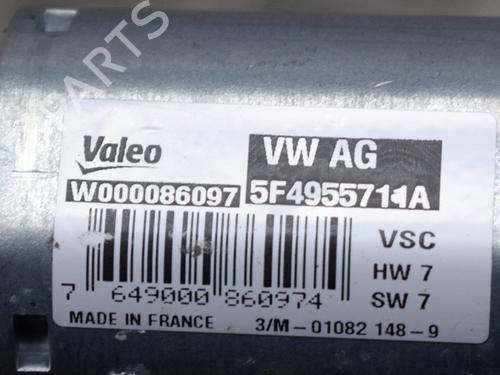 PARTS
Valeo
VW AG
W000086097
5F4955711A
VSC
HW 7
7 649000 860974
SW 7
MADE IN FRANCE
3/M-01082 148-9